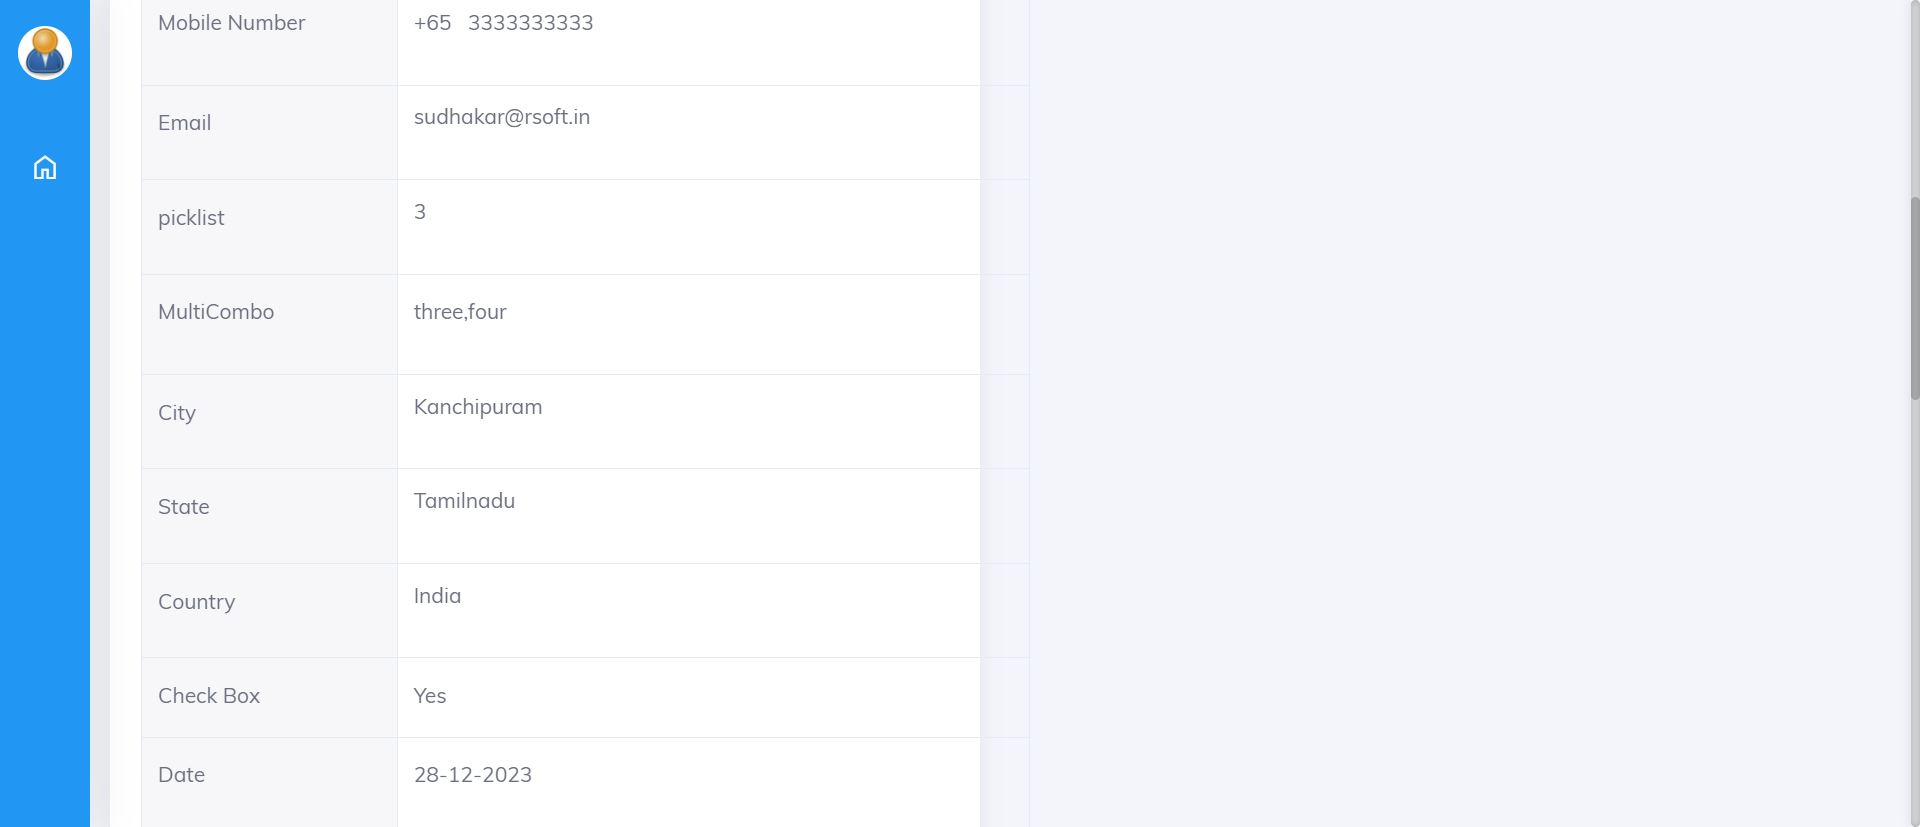 Mobile Number +65 3333333333
Email sudhakar@rsoft.in
picklist 3
MultiCombo three,four
City Kanchipuram
State Tamilnadu
Country India
Check Box Yes
Date 28-12-2023